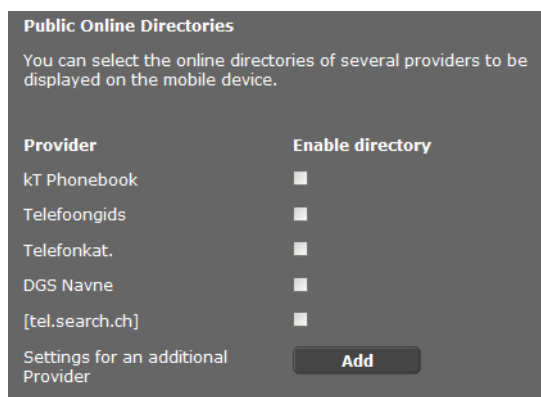 Public Online Directories
You can select the online directories of several providers to be
displayed on the mobile device.
Provider Enable directory
kT Phonebook
Telefoongids
Telefonkat.
DGS Navne
[tel.search.ch]
Settings for an additional
Provider
Add